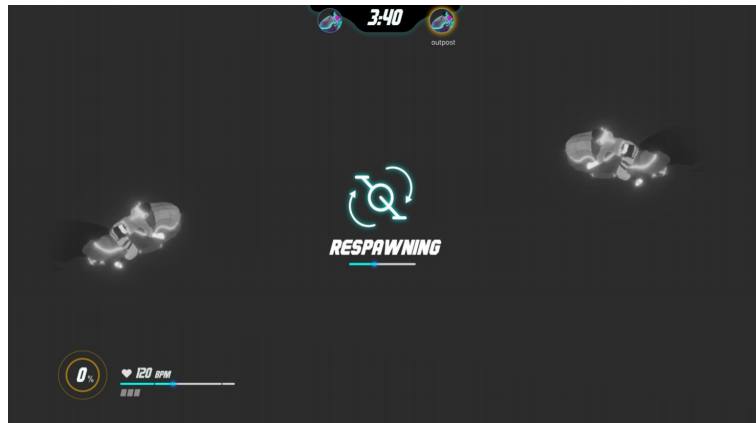 3:40
outpost
RESPAWNING
0%
120 BPM